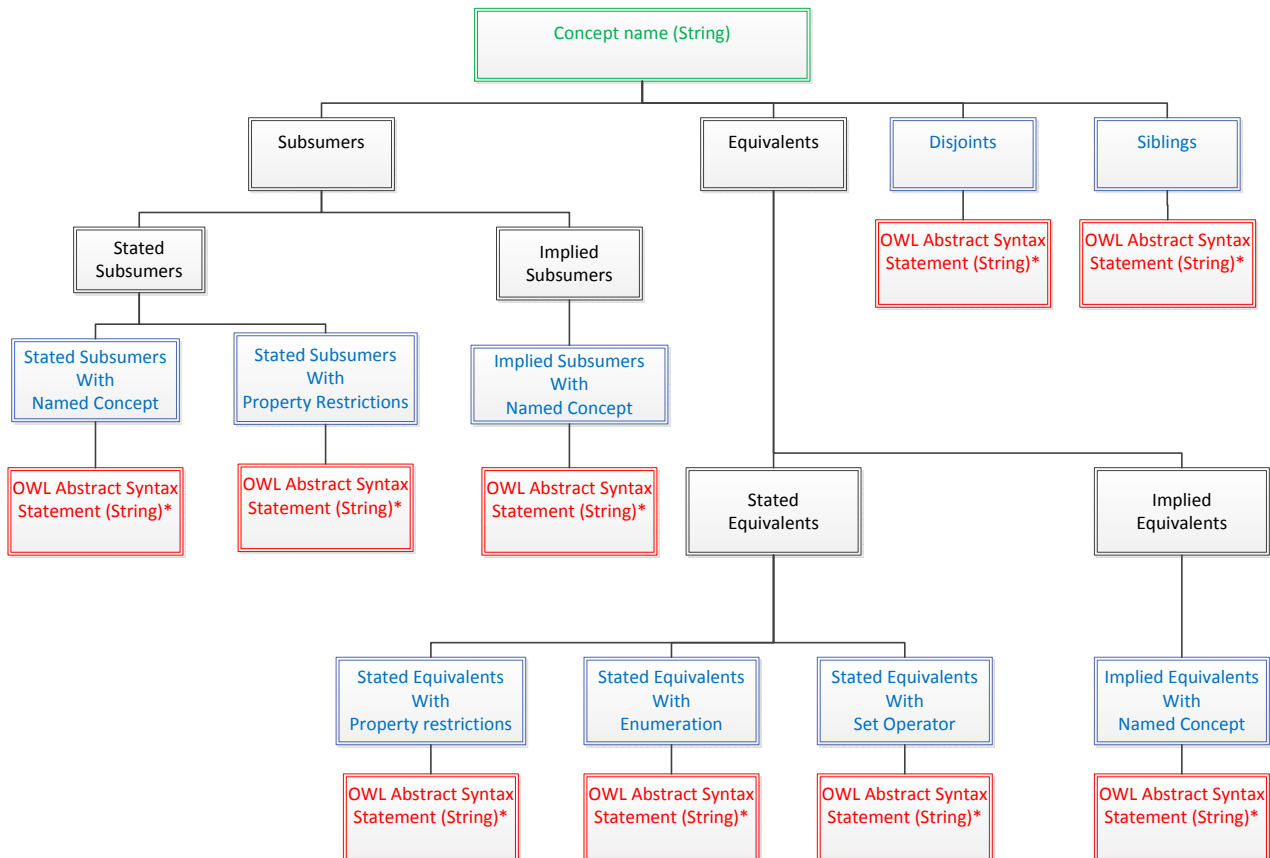 Concept name (String)
Subsumers
Equivalents
Disjoints
Siblings
Stated
Subsumers
Implied
Subsumers
OWL Abstract Syntax
Statement (String)*
OWL Abstract Syntax
Statement (String)*
Stated Subsumers
With
Named Concept
Stated Subsumers
With
Property Restrictions
Implied Subsumers
With
Named Concept
OWL Abstract Syntax
Statement (String)*
OWL Abstract Syntax
Statement (String)*
OWL Abstract Syntax
Statement (String)*
Stated
Equivalents
Implied
Equivalents
Stated Equivalents
With
Property restrictions
Stated Equivalents
With
Enumeration
Stated Equivalents
With
Set Operator
Implied Equivalents
With
Named Concept
OWL Abstract Syntax
Statement (String)*
OWL Abstract Syntax
Statement (String)*
OWL Abstract Syntax
Statement (String)*
OWL Abstract Syntax
Statement (String)*